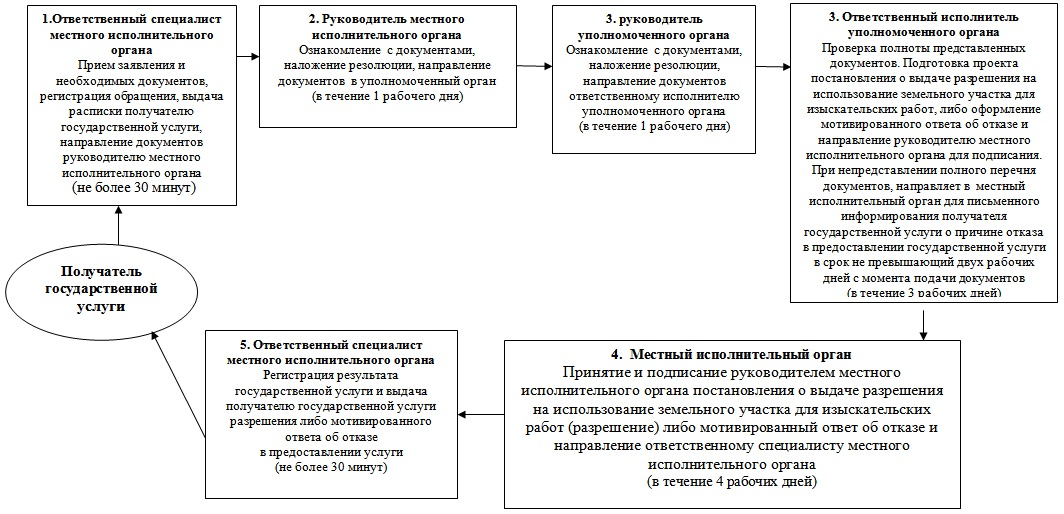 1.Ответственный специалист
местного исполнительного
органа
Прием заявления и
необходимых документов,
регистрация обращения, выдача
расписки получателю
государственной услуги,
направление документов
руководителю местного
исполнительного органа
(не более 30 минут)
2. Руководитель местного
исполнительного органа
Ознакомление с документами,
наложение резолюции, направление
документов в уполномоченный орган
(в течение 1 рабочего дня)
3. руководитель
уполномоченного органа
Ознакомление с документами,
наложение резолюции,
направление документов
ответственному исполнителю
уполномоченного органа
(в течение 1 рабочего дня)
3. Ответственный исполнитель
уполномоченного органа
Проверка полноты представленных
документов. Подготовка проекта
постановления о выдаче разрешения на
использование земельного участка для
изыскательских работ, либо оформление
мотивированного ответа об отказе и
направление руководителю местного
исполнительного органа для подписания.
При непредставлении полного перечня
документов, направляет в местный
исполнительный орган для письменного
информирования получателя
государственной услуги о причине отказа
в предоставлении государственной услуги
в срок не превышающий двух рабочих
дней с момента подачи документов
(в течение 3 рабочих дней)
Получатель
государственной
услуги
5. Ответственный специалист
местного исполнительного органа
Регистрация результата
государственной услуги и выдача
получателю государственной услуги
разрешения либо мотивированного
ответа об отказе
в предоставлении услуги
(не более 30 минут)
4. Местный исполнительный орган
Принятие и подписание руководителем местного
исполнительного органа постановления о выдаче разрешения
на использование земельного участка для изыскательских
работ (разрешение) либо мотивированный ответ об отказе и
направление ответственному специалисту местного
исполнительного органа
(в течение 4 рабочих дней)